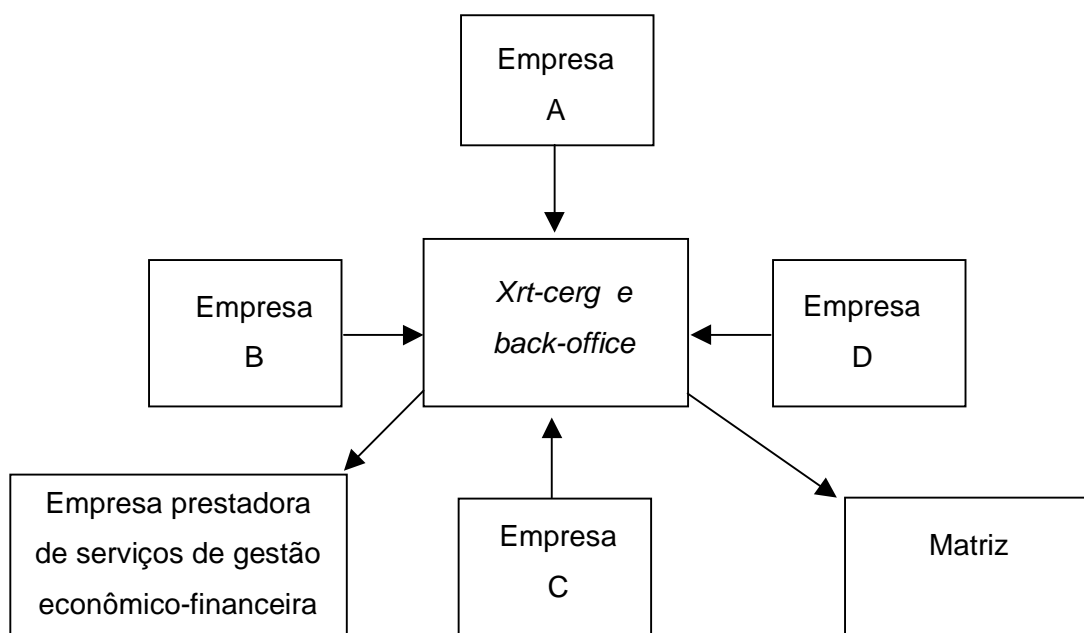 Empresa
A
Empresa
B
Xrt-cerg e
back-office
Empresa
D
Empresa prestadora
de serviços de gestão
econômico-financeira
Empresa
C
Matriz